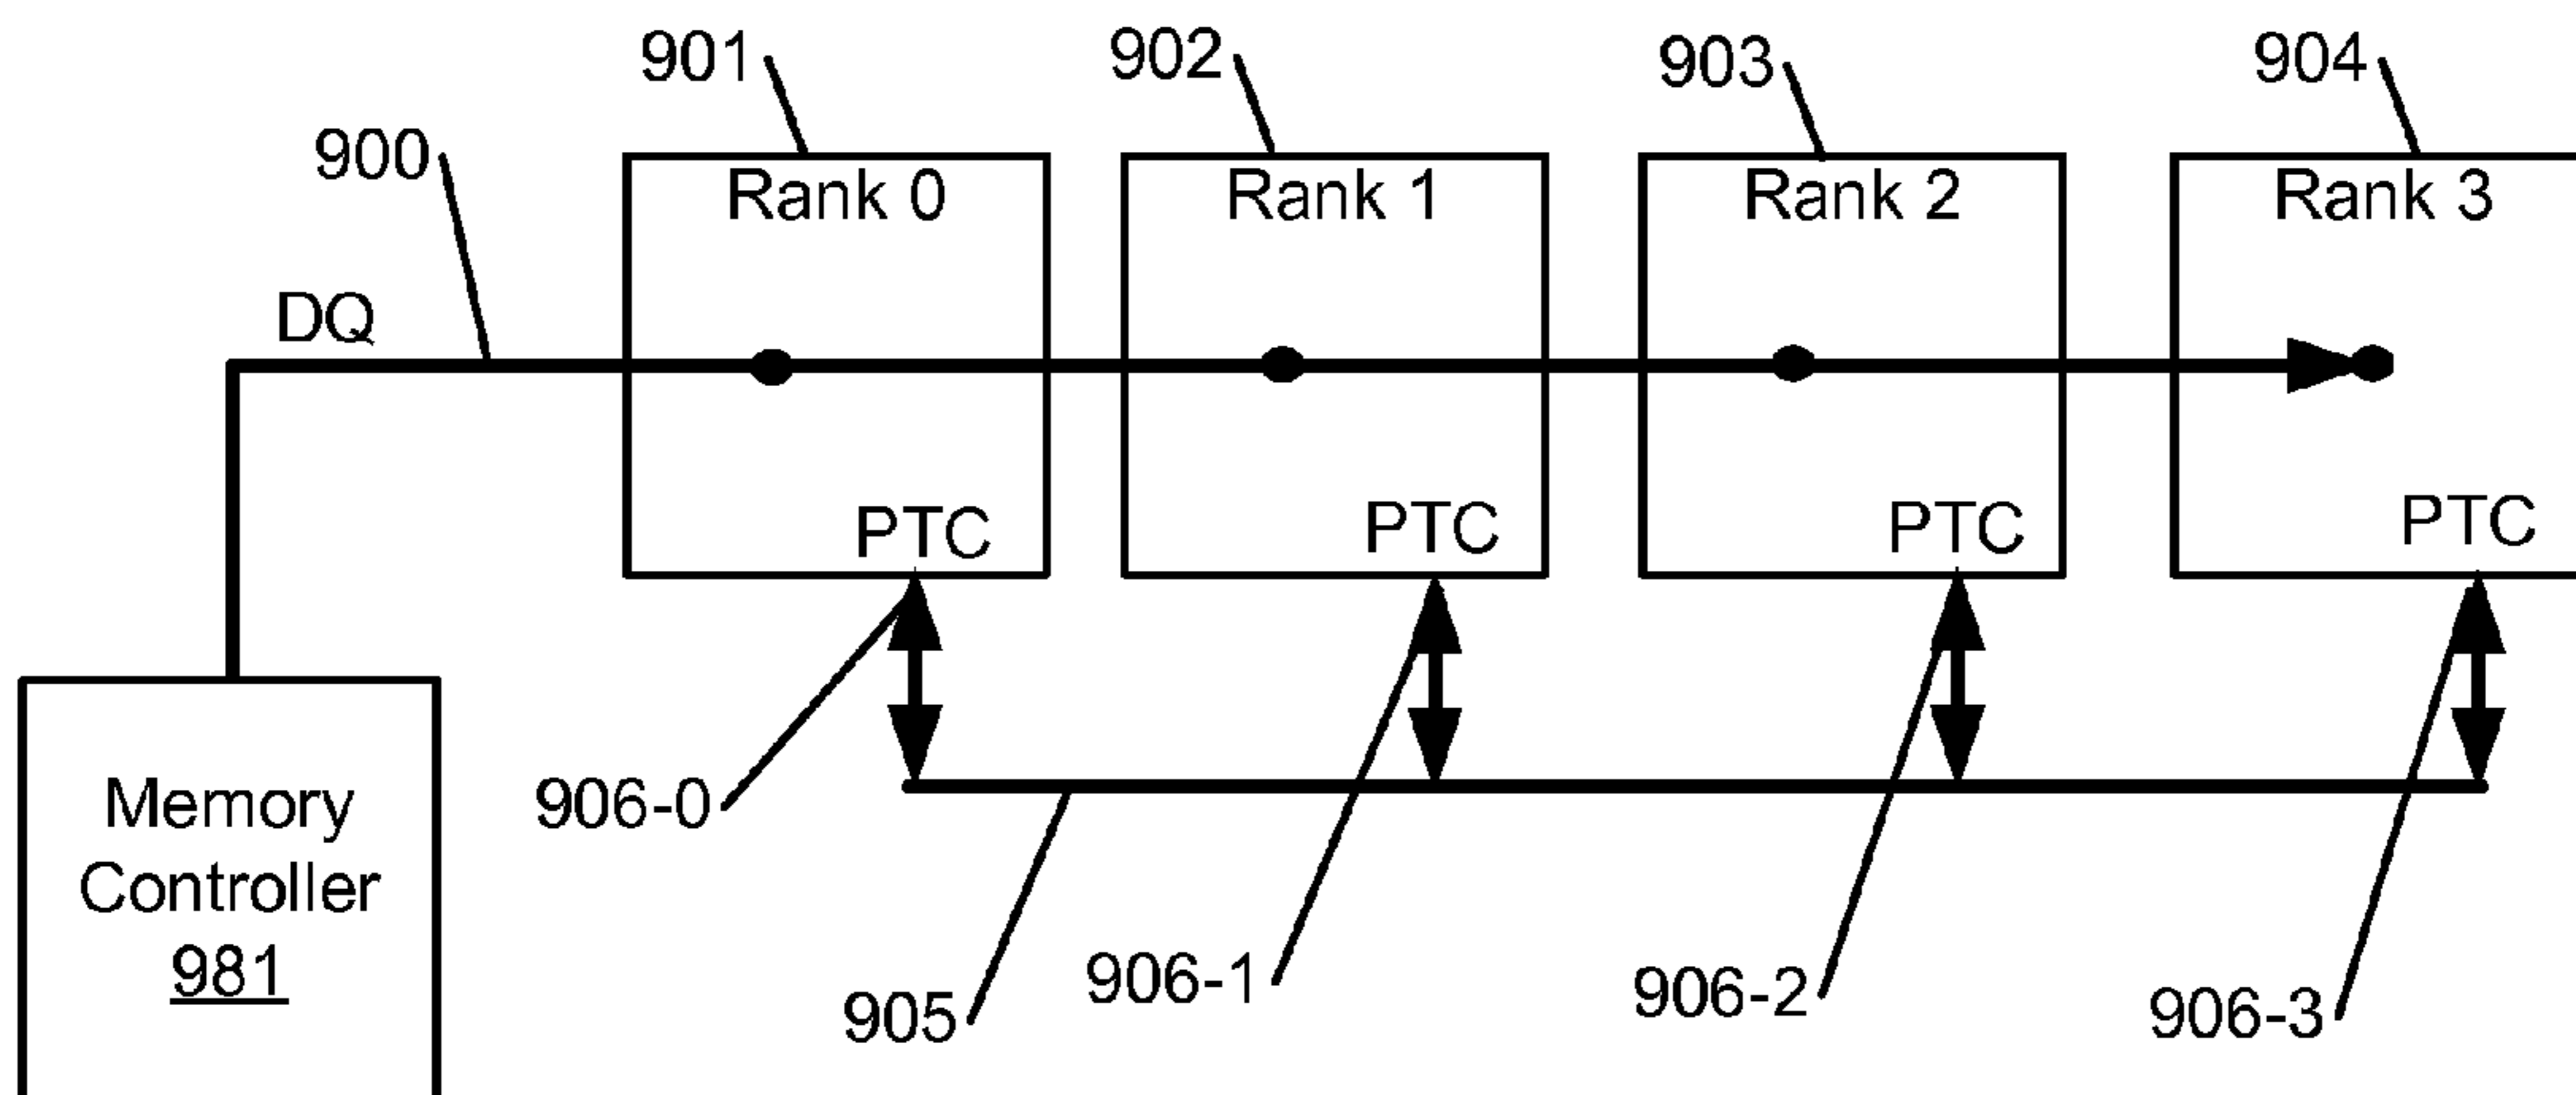 901
902
903
904
900
Rank 0
Rank 1
Rank 2
Rank 3
DQ
PTC
PTC
PTC
PTC
Memory
Controller
981
906-0
905
906-1
906-2
906-3